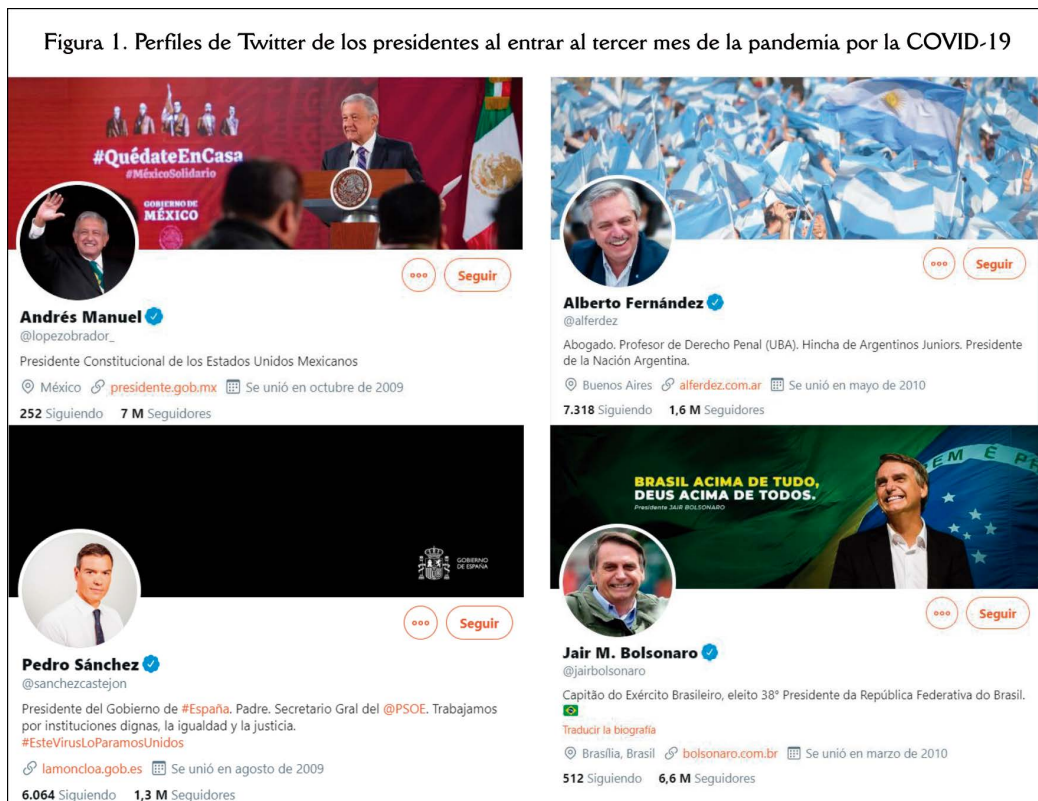 Figura 1. Perfiles de Twitter de los presidentes al entrar al tercer mes de la pandemia por la COVID-19
#QuédateEnCasa
#MéxicoSolidario
GOBIERNO DE
MÉXICO
Seguir
Andrés Manuel
@lopezobrador_
Presidente Constitucional de los Estados Unidos Mexicanos
México presidente.gob.mx Se unió en octubre de 2009
252 Siguiendo 7 M Seguidores
Seguir
Alberto Fernández
@alferdez
Abogado. Profesor de Derecho Penal (UBA). Hincha de Argentinos Juniors. Presidente
de la Nación Argentina.
Buenos Aires alferdez.com.ar Se unió en mayo de 2010
7.318 Siguiendo 1,6 M Seguidores
GOBIERNO
DE ESPAÑA
Seguir
Pedro Sánchez
@sanchezcastejon
Presidente del Gobierno de #España. Padre. Secretario Gral del @PSOE. Trabajamos
por instituciones dignas, la igualdad y la justicia.
#EsteVirusLoParamosUnidos
lamoncloa.gob.es Se unió en agosto de 2009
6.064 Siguiendo 1,3 M Seguidores
BRASIL ACIMA DE TUDO,
DEUS ACIMA DE TODOS.
Presidente JAIR BOLSONARO
EM E PR
Seguir
Jair M. Bolsonaro
@jairbolsonaro
Capitão do Exército Brasileiro, eleito 38° Presidente da República Federativa do Brasil.
Traducir la biografía
Brasília, Brasil bolsonaro.com.br Se unió en marzo de 2010
512 Siguiendo 6,6 M Seguidores